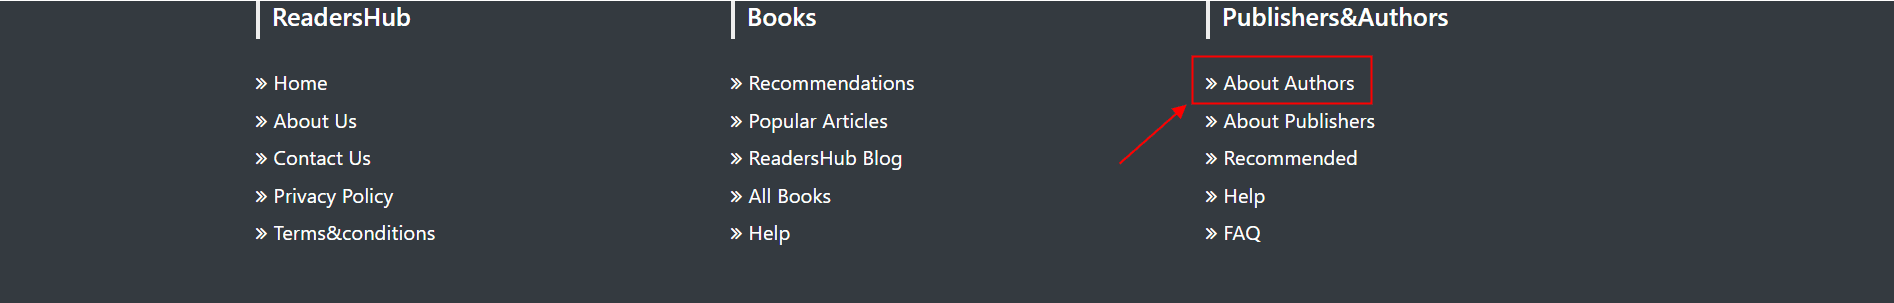 ReadersHub
Home
About Us
Contact Us
Privacy Policy
Terms&conditions
Books
Recommendations
Popular Articles
ReadersHub Blog
All Books
Help
Publishers&Authors
About Authors
About Publishers
Recommended
Help
FAQ